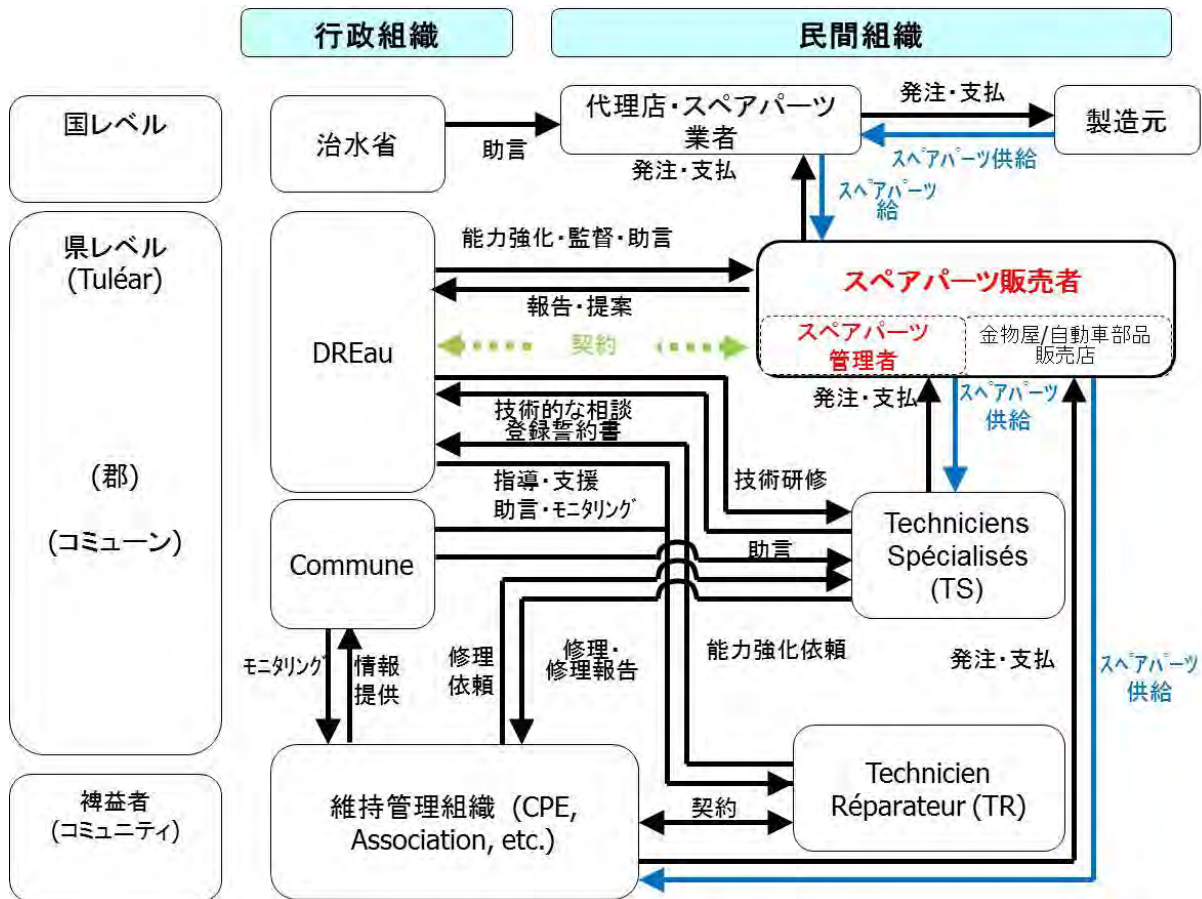 行政組織
民間組織
国レベル
治水省
助言
代理店・スペアパーツ
業者
発注・支払
スペアパーツ供給
製造元
発注・支払
スペアパーツ
給
県レベル
(Tuléar)
(郡)
(コミューン)
DREau
能力強化・監督・助言
報告・提案
契約
スペアパーツ販売者
スペアパーツ
管理者
金物屋/自動車部品
販売店
技術的な相談
登録誓約書
指導・支援
助言・モニタリング
発注・支払
スペアパーツ
供給
技術研修
Commune
助言
Techniciens
Spécialisés
(TS)
モニタリング
情報
提供
修理
依頼
修理・
修理報告
能力強化依頼
発注・支払
スペアパーツ
供給
裨益者
(コミュニティ)
維持管理組織 (CPE,
Association, etc.)
契約
Technicien
Réparateur (TR)